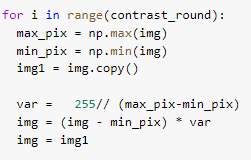 for i in range(contrast_round):
  max_pix = np.max(img)
  min_pix = np.min(img)
  img1 = img.copy()

  var =   255// (max_pix-min_pix)
  img = (img - min_pix) * var
  img = img1